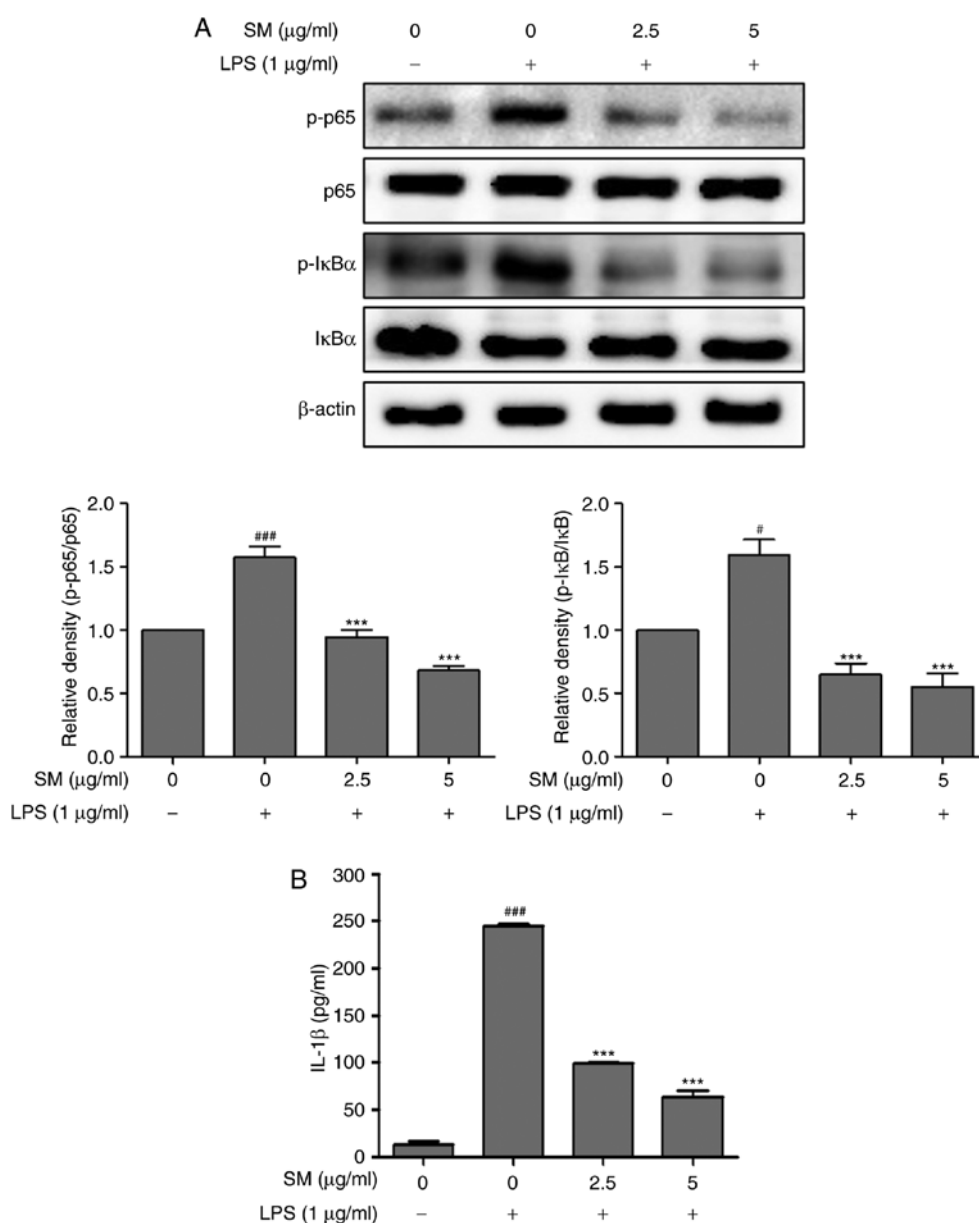 A
SM (μg/ml) 0 0 2.5 5
LPS (1 μg/ml) – + + +
p-p65
p65
p-IκBα
IκBα
β-actin
Relative density (p-p65/p65)
2.0
1.5
1.0
0.5
0.0
###
***
***
SM (μg/ml) 0 0 2.5 5
LPS (1 μg/ml) – + + +
Relative density (p-IκB/IκB)
2.0
1.5
1.0
0.5
0.0
#
***
***
SM (μg/ml) 0 0 2.5 5
LPS (1 μg/ml) – + + +
B
IL-1β (pg/ml)
300
250
200
150
100
50
0
###
***
***
SM (μg/ml) 0 0 2.5 5
LPS (1 μg/ml) – + + +